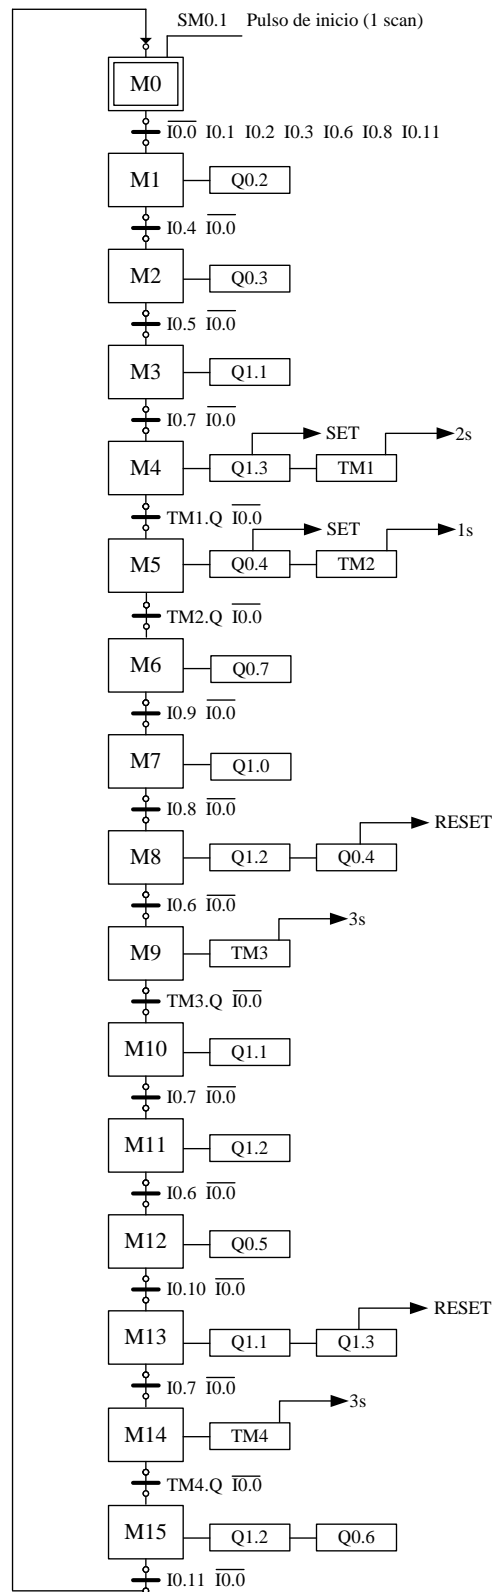 SM0.1 Pulso de inicio (1 scan)
M0
I0.0 I0.1 I0.2 I0.3 I0.6 I0.8 I0.11
M1 Q0.2
I0.4 I0.0
M2 Q0.3
I0.5 I0.0
M3 Q1.1
I0.7 I0.0
SET 2s
M4 Q1.3 TM1
TM1.Q I0.0
SET 1s
M5 Q0.4 TM2
TM2.Q I0.0
M6 Q0.7
I0.9 I0.0
M7 Q1.0
I0.8 I0.0
RESET
M8 Q1.2 Q0.4
I0.6 I0.0
3s
M9 TM3
TM3.Q I0.0
M10 Q1.1
I0.7 I0.0
M11 Q1.2
I0.6 I0.0
M12 Q0.5
I0.10 I0.0
RESET
M13 Q1.1 Q1.3
I0.7 I0.0
3s
M14 TM4
TM4.Q I0.0
M15 Q1.2 Q0.6
I0.11 I0.0